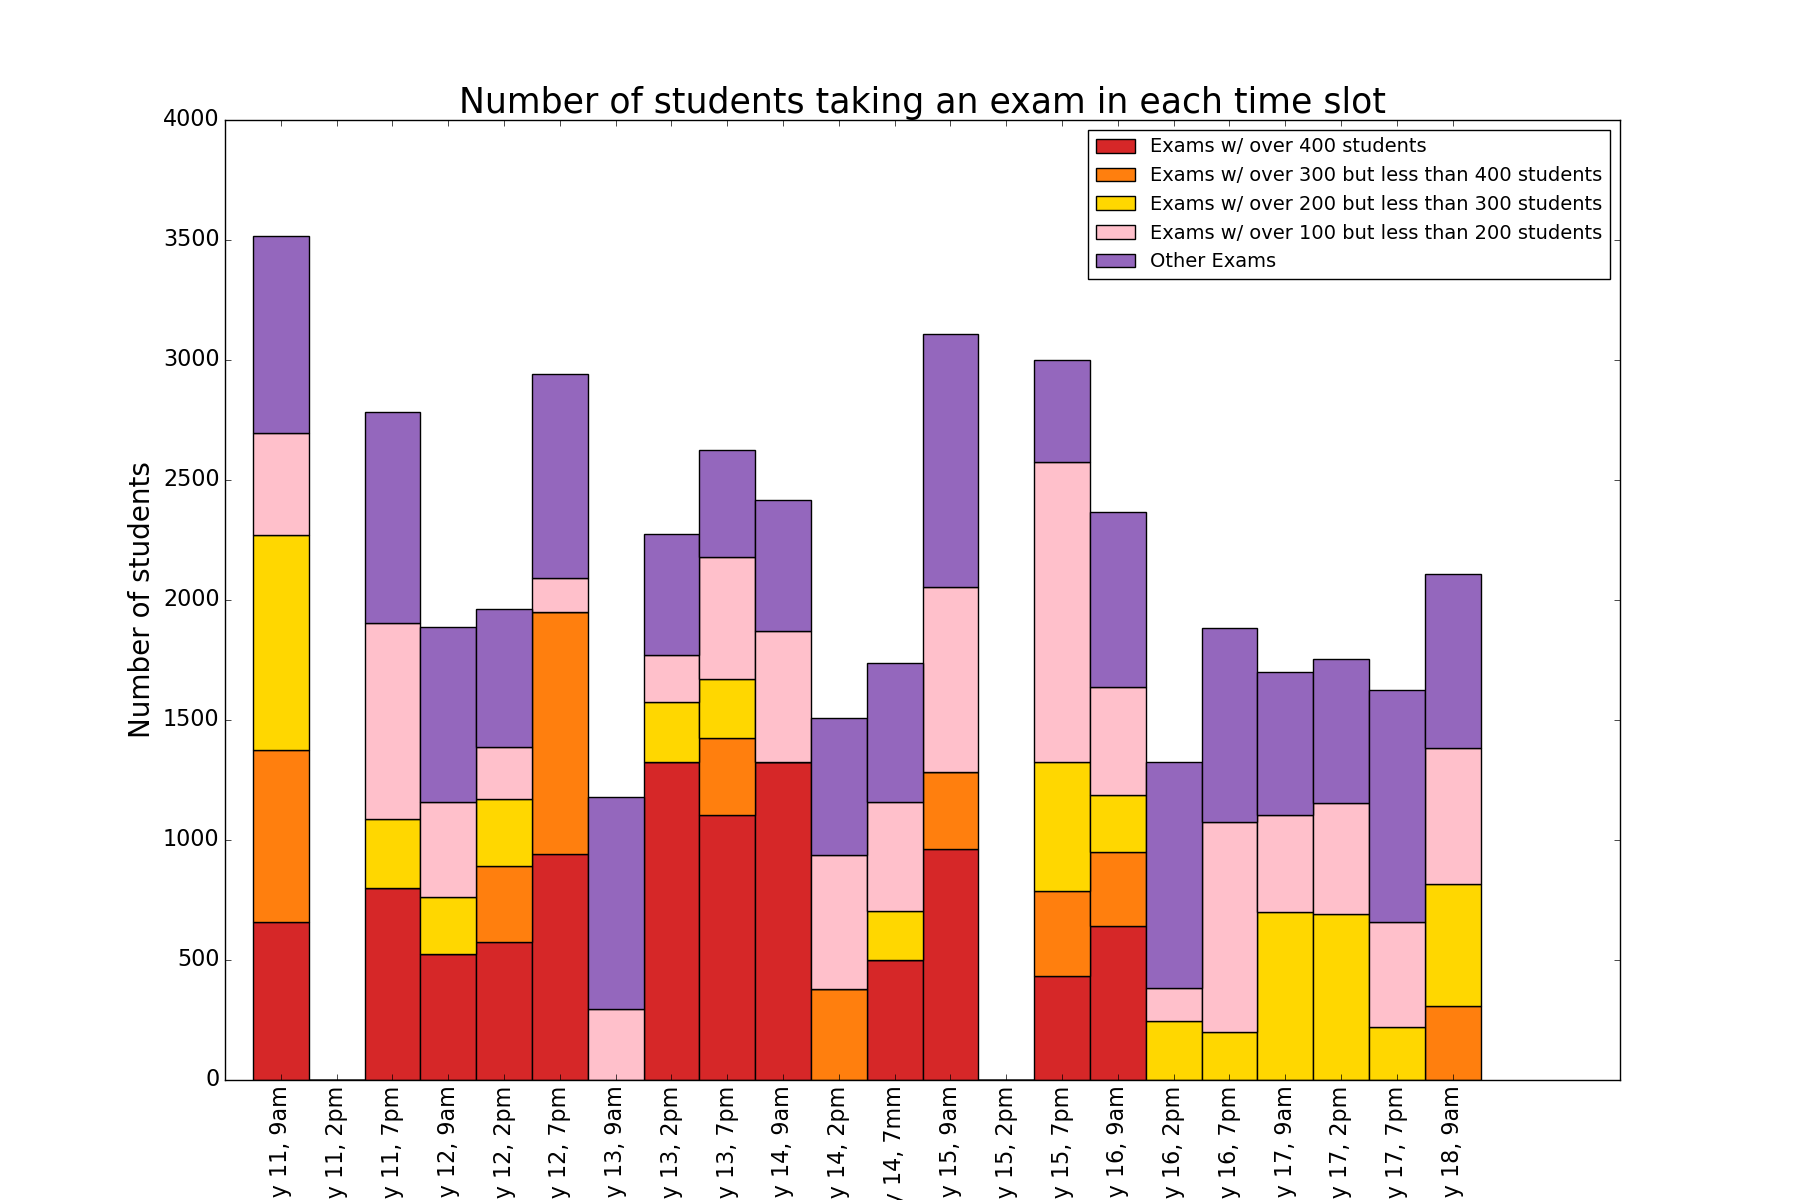 Number of students taking an exam in each time slot
Exams w/ over 400 students
Exams w/ over 300 but less than 400 students
Exams w/ over 200 but less than 300 students
Exams w/ over 100 but less than 200 students
Other Exams
Number of students
4000
3500
3000
2500
2000
1500
1000
500
0
y 11, 9am
y 11, 2pm
y 11, 7pm
y 12, 9am
y 12, 2pm
y 12, 7pm
y 13, 9am
y 13, 2pm
y 13, 7pm
y 14, 9am
y 14, 2pm
y 14, 7mm
y 15, 9am
y 15, 2pm
y 15, 7pm
y 16, 9am
y 16, 2pm
y 16, 7pm
y 17, 9am
y 17, 2pm
y 17, 7pm
y 18, 9am